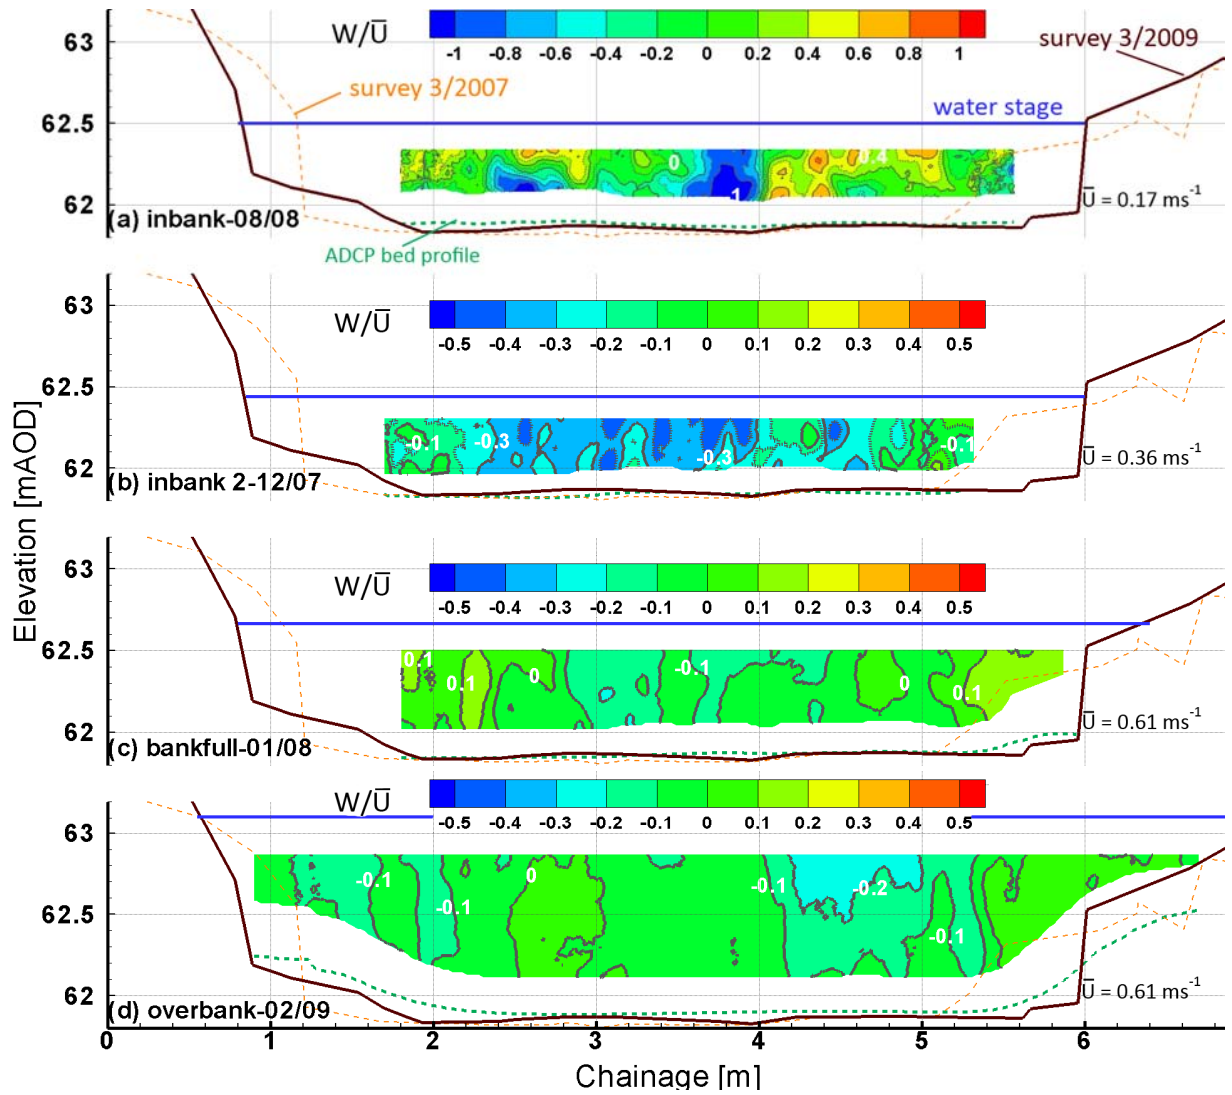 63
W/U̅
-1 -0.8 -0.6 -0.4 -0.2 0 0.2 0.4 0.6 0.8 1
survey 3/2009
survey 3/2007
water stage
62.5
0 0.4
-1
62
(a) inbank-08/08
U̅ = 0.17 ms⁻¹
ADCP bed profile
63
W/U̅
-0.5 -0.4 -0.3 -0.2 -0.1 0 0.1 0.2 0.3 0.4 0.5
62.5
-0.1 -0.3 -0.3 -0.1
62
(b) inbank 2-12/07
U̅ = 0.36 ms⁻¹
63
W/U̅
-0.5 -0.4 -0.3 -0.2 -0.1 0 0.1 0.2 0.3 0.4 0.5
62.5
0.1 0.1 0 -0.1 0 0.1
62
(c) bankfull-01/08
U̅ = 0.61 ms⁻¹
63
W/U̅
-0.5 -0.4 -0.3 -0.2 -0.1 0 0.1 0.2 0.3 0.4 0.5
62.5
-0.1 -0.1 0 -0.1 -0.2 -0.1
62
(d) overbank-02/09
U̅ = 0.61 ms⁻¹
0 1 2 3 4 5 6
Chainage [m]
Elevation [mAOD]